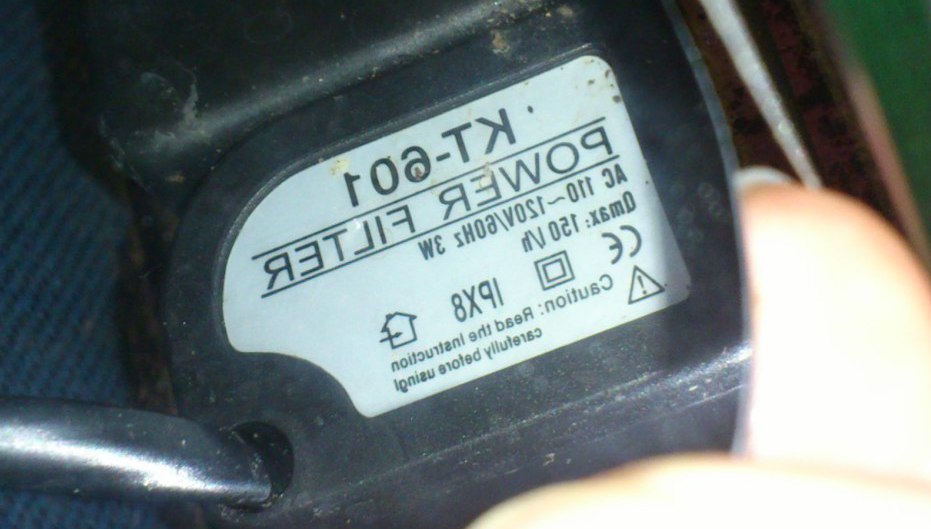 KT-601
POWER FILTER
AC 110~120V/60Hz 3W
Qmax: 150 l/h
CE IPX8
Caution: Read the Instruction
carefully before using!